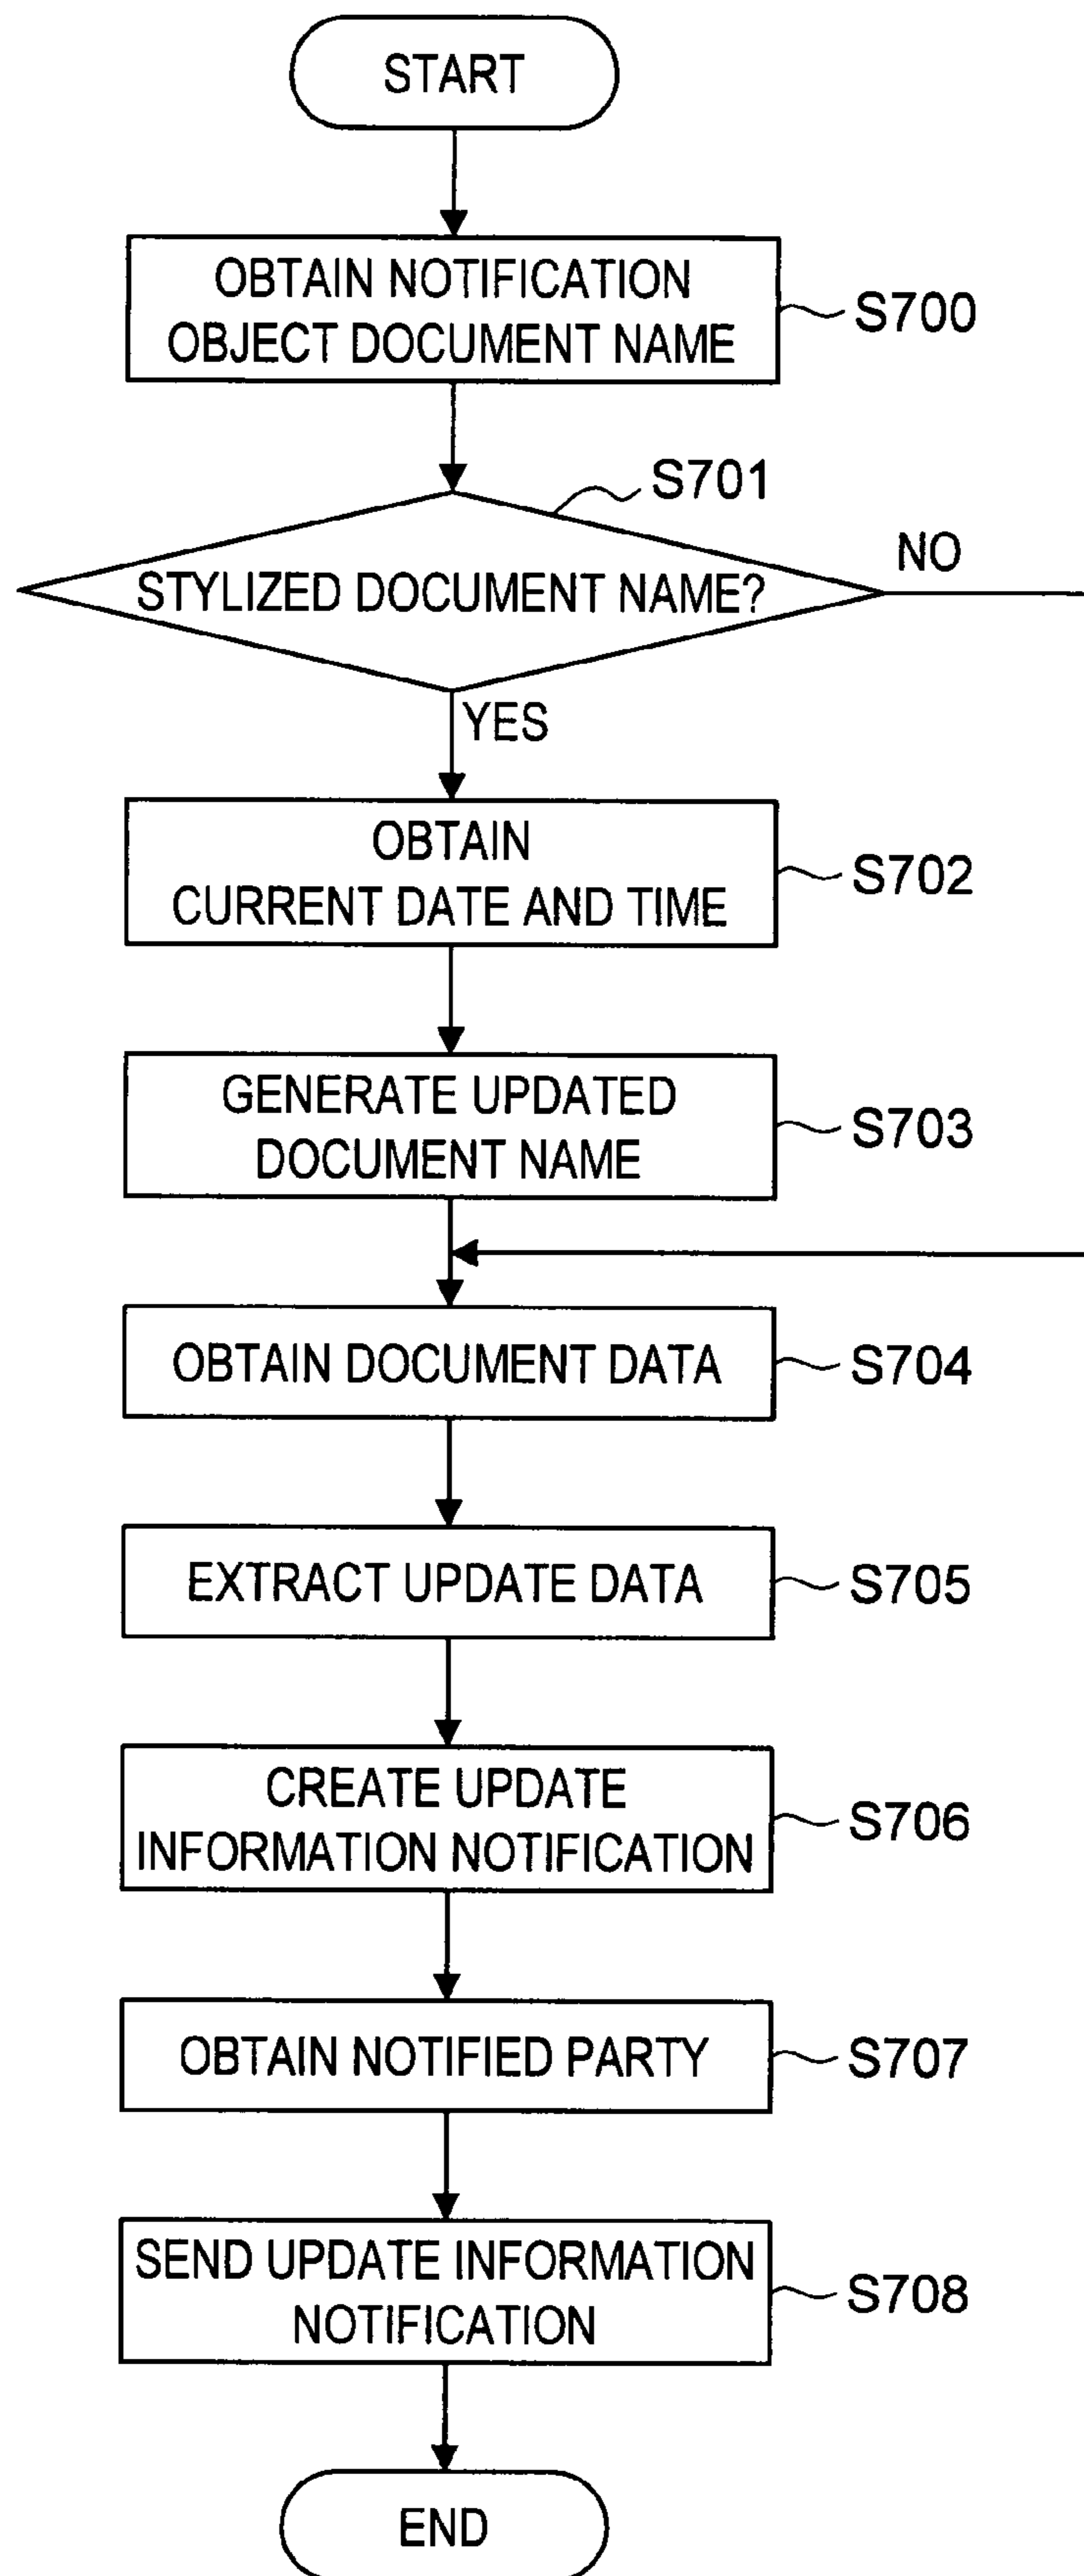 START
OBTAIN NOTIFICATION
OBJECT DOCUMENT NAME
S700
S701
STYLIZED DOCUMENT NAME?
NO
YES
OBTAIN
CURRENT DATE AND TIME
S702
GENERATE UPDATED
DOCUMENT NAME
S703
OBTAIN DOCUMENT DATA
S704
EXTRACT UPDATE DATA
S705
CREATE UPDATE
INFORMATION NOTIFICATION
S706
OBTAIN NOTIFIED PARTY
S707
SEND UPDATE INFORMATION
NOTIFICATION
S708
END